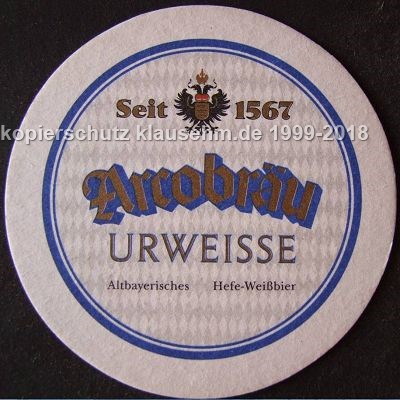 Seit 1567
kopierschutz klausehm.de 1999-2018
Arcobräu
URWEISSE
Altbayerisches Hefe-Weißbier